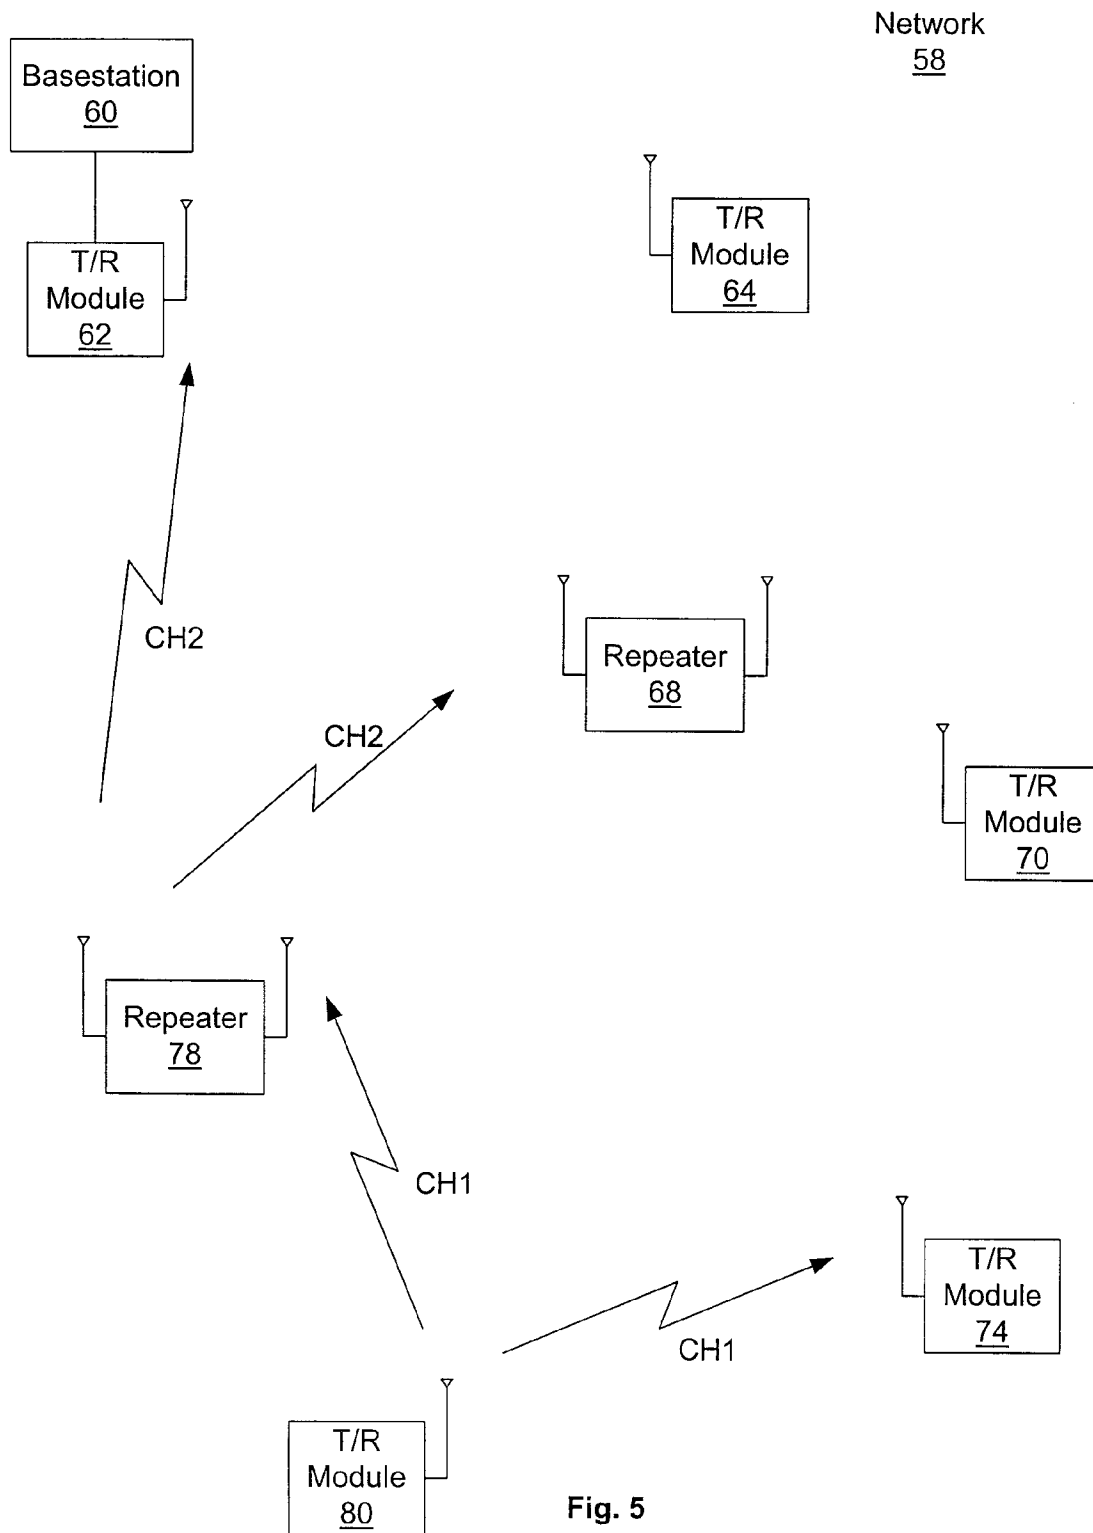 Network
58
Basestation
60
T/R
Module
62
T/R
Module
64
CH2
Repeater
68
CH2
T/R
Module
70
Repeater
78
CH1
T/R
Module
74
CH1
T/R
Module
80
Fig. 5